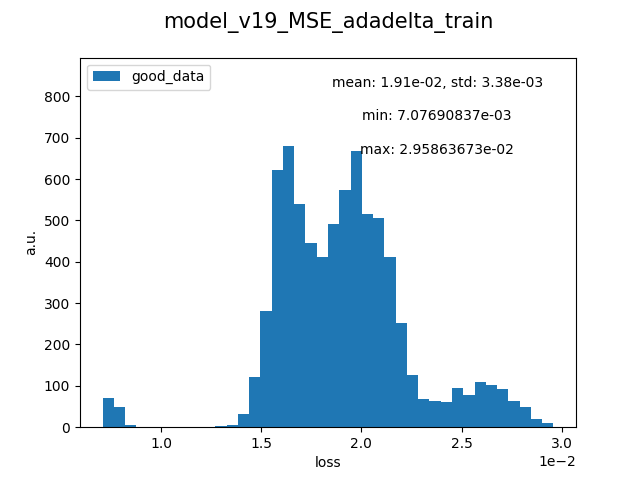 model_v19_MSE_adadelta_train
good_data
mean: 1.91e-02, std: 3.38e-03
min: 7.07690837e-03
max: 2.95863673e-02
a.u.
800
700
600
500
400
300
200
100
0
1.0 1.5 2.0 2.5 3.0
loss
1e−2